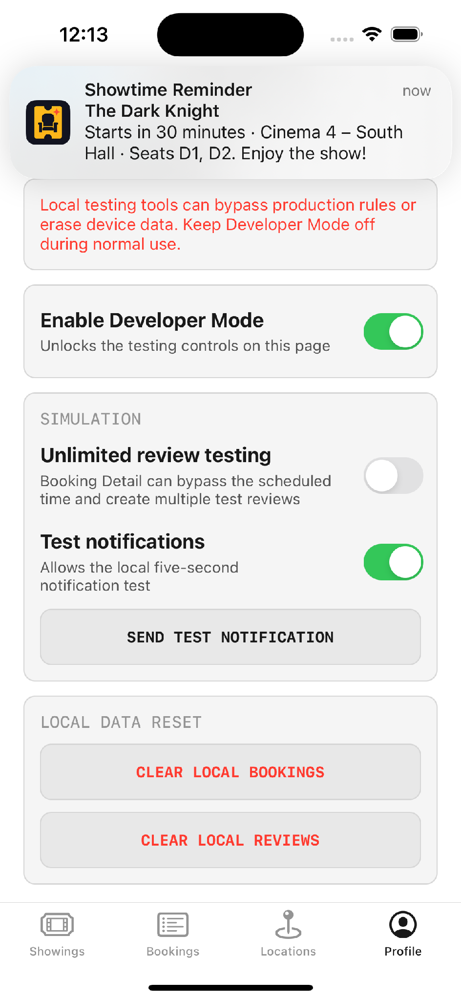 12:13
Showtime Reminder
now
The Dark Knight
Starts in 30 minutes · Cinema 4 – South
Hall · Seats D1, D2. Enjoy the show!
Local testing tools can bypass production rules or
erase device data. Keep Developer Mode off
during normal use.
Enable Developer Mode
Unlocks the testing controls on this page
SIMULATION
Unlimited review testing
Booking Detail can bypass the scheduled
time and create multiple test reviews
Test notifications
Allows the local five-second
notification test
SEND TEST NOTIFICATION
LOCAL DATA RESET
CLEAR LOCAL BOOKINGS
CLEAR LOCAL REVIEWS
Showings
Bookings
Locations
Profile